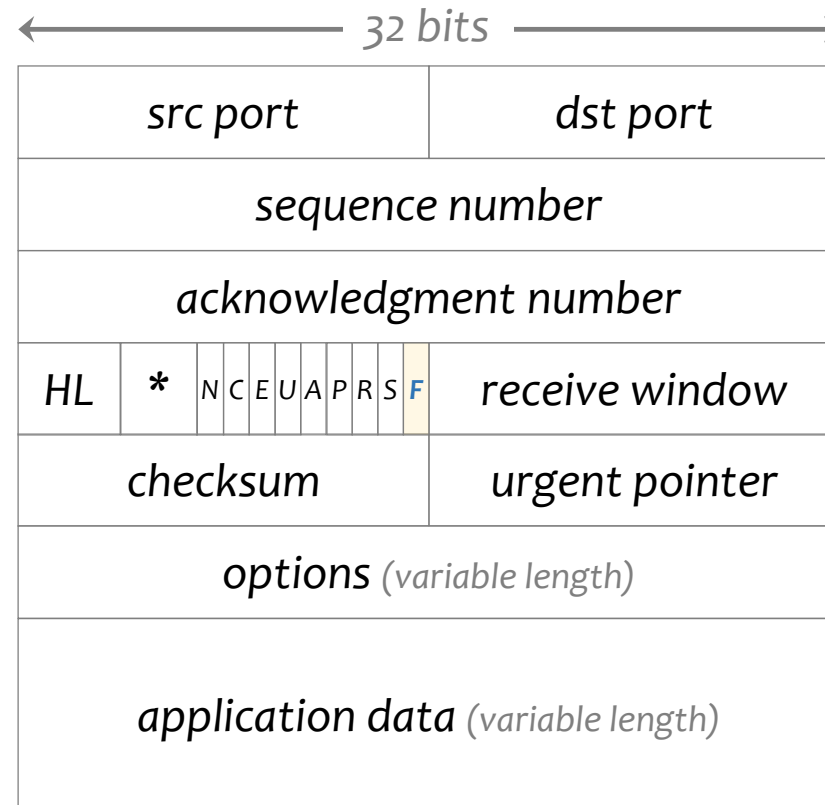 32 bits
src port dst port
sequence number
acknowledgment number
HL * N C E U A P R S F receive window
checksum urgent pointer
options (variable length)
application data (variable length)